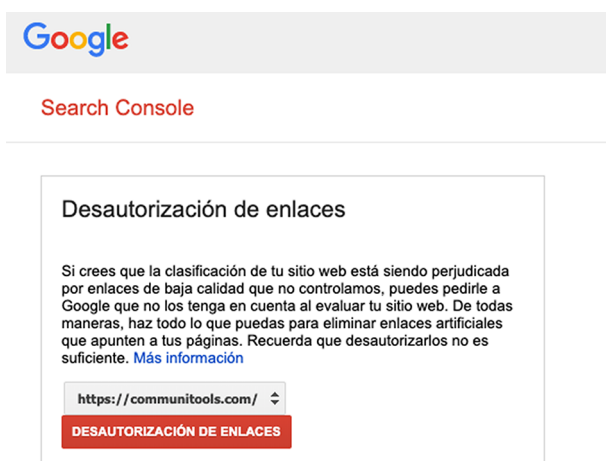 Google
Search Console
Desautorización de enlaces
Si crees que la clasificación de tu sitio web está siendo perjudicada
por enlaces de baja calidad que no controlamos, puedes pedirle a
Google que no los tenga en cuenta al evaluar tu sitio web. De todas
maneras, haz todo lo que puedas para eliminar enlaces artificiales
que apunten a tus páginas. Recuerda que desautorizarlos no es
suficiente. Más información
https://communitools.com/
DESAUTORIZACIÓN DE ENLACES